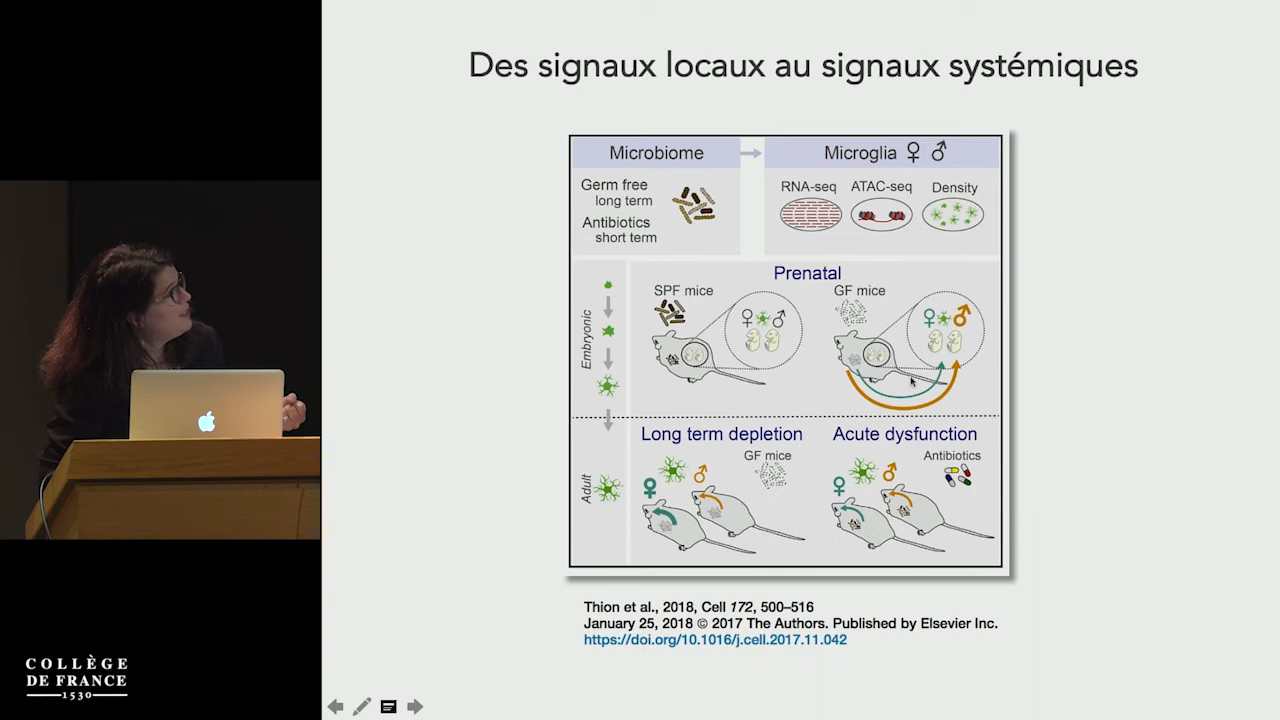 Des signaux locaux au signaux systémiques
Microbiome
Microglia ♀ ♂
Germ free
long term
Antibiotics
short term
RNA-seq
ATAC-seq
Density
Embryonic
Prenatal
SPF mice
GF mice
♀ ♂
♀ ♂
Adult
Long term depletion
GF mice
♀ ♂
Acute dysfunction
Antibiotics
♀ ♂
Thion et al., 2018, Cell 172, 500–516
January 25, 2018 © 2017 The Authors. Published by Elsevier Inc.
https://doi.org/10.1016/j.cell.2017.11.042
COLLÈGE
DE FRANCE
1530